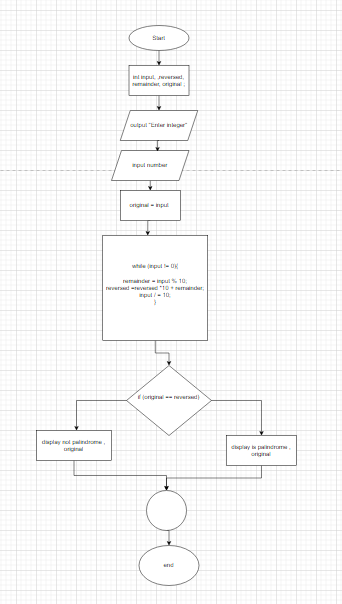 Start
int input, ,reversed,
remainder, original ,
output "Enter integer"
input number
original = input
while (input != 0){
remainder = input % 10;
reversed =reversed *10 + remainder;
input / = 10;
}
if (original == reversed)
display not palindrome ,
original
display is palindrome ,
original
end